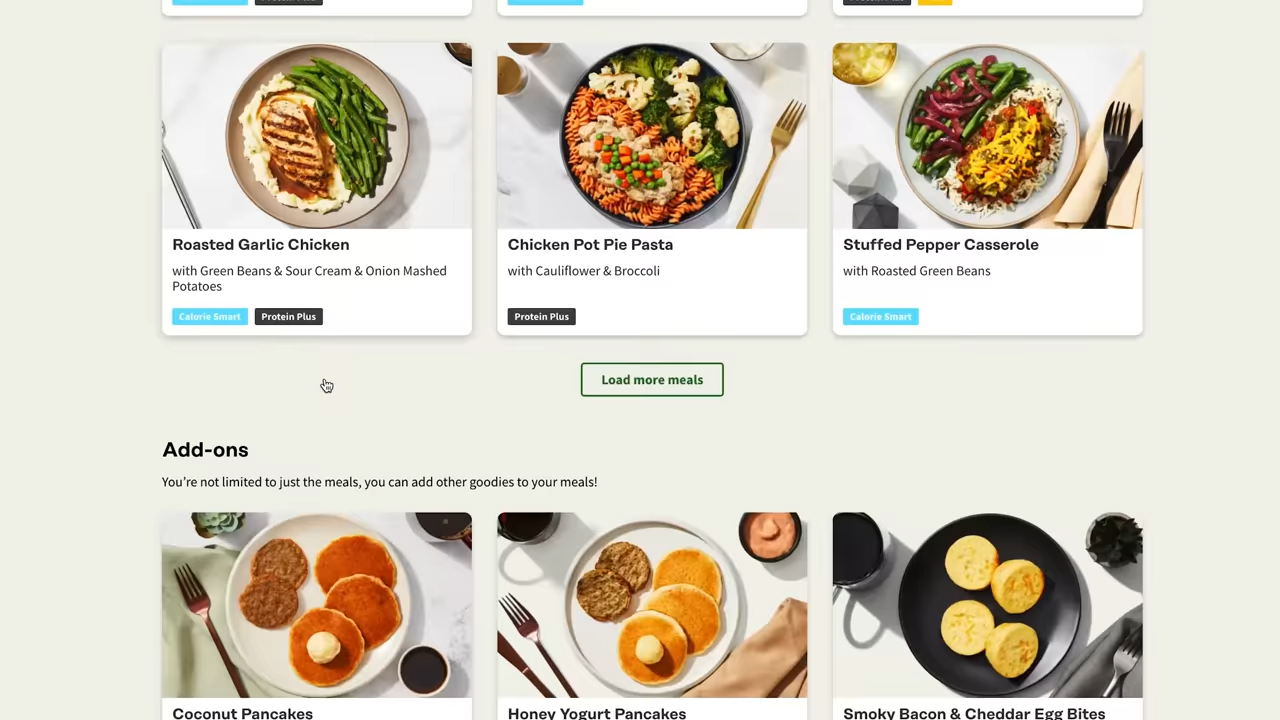 Roasted Garlic Chicken
with Green Beans & Sour Cream & Onion Mashed
Potatoes
Calorie Smart
Protein Plus
Chicken Pot Pie Pasta
with Cauliflower & Broccoli
Protein Plus
Stuffed Pepper Casserole
with Roasted Green Beans
Calorie Smart
Load more meals
Add-ons
You’re not limited to just the meals, you can add other goodies to your meals!
Coconut Pancakes
Honey Yogurt Pancakes
Smoky Bacon & Cheddar Egg Bites